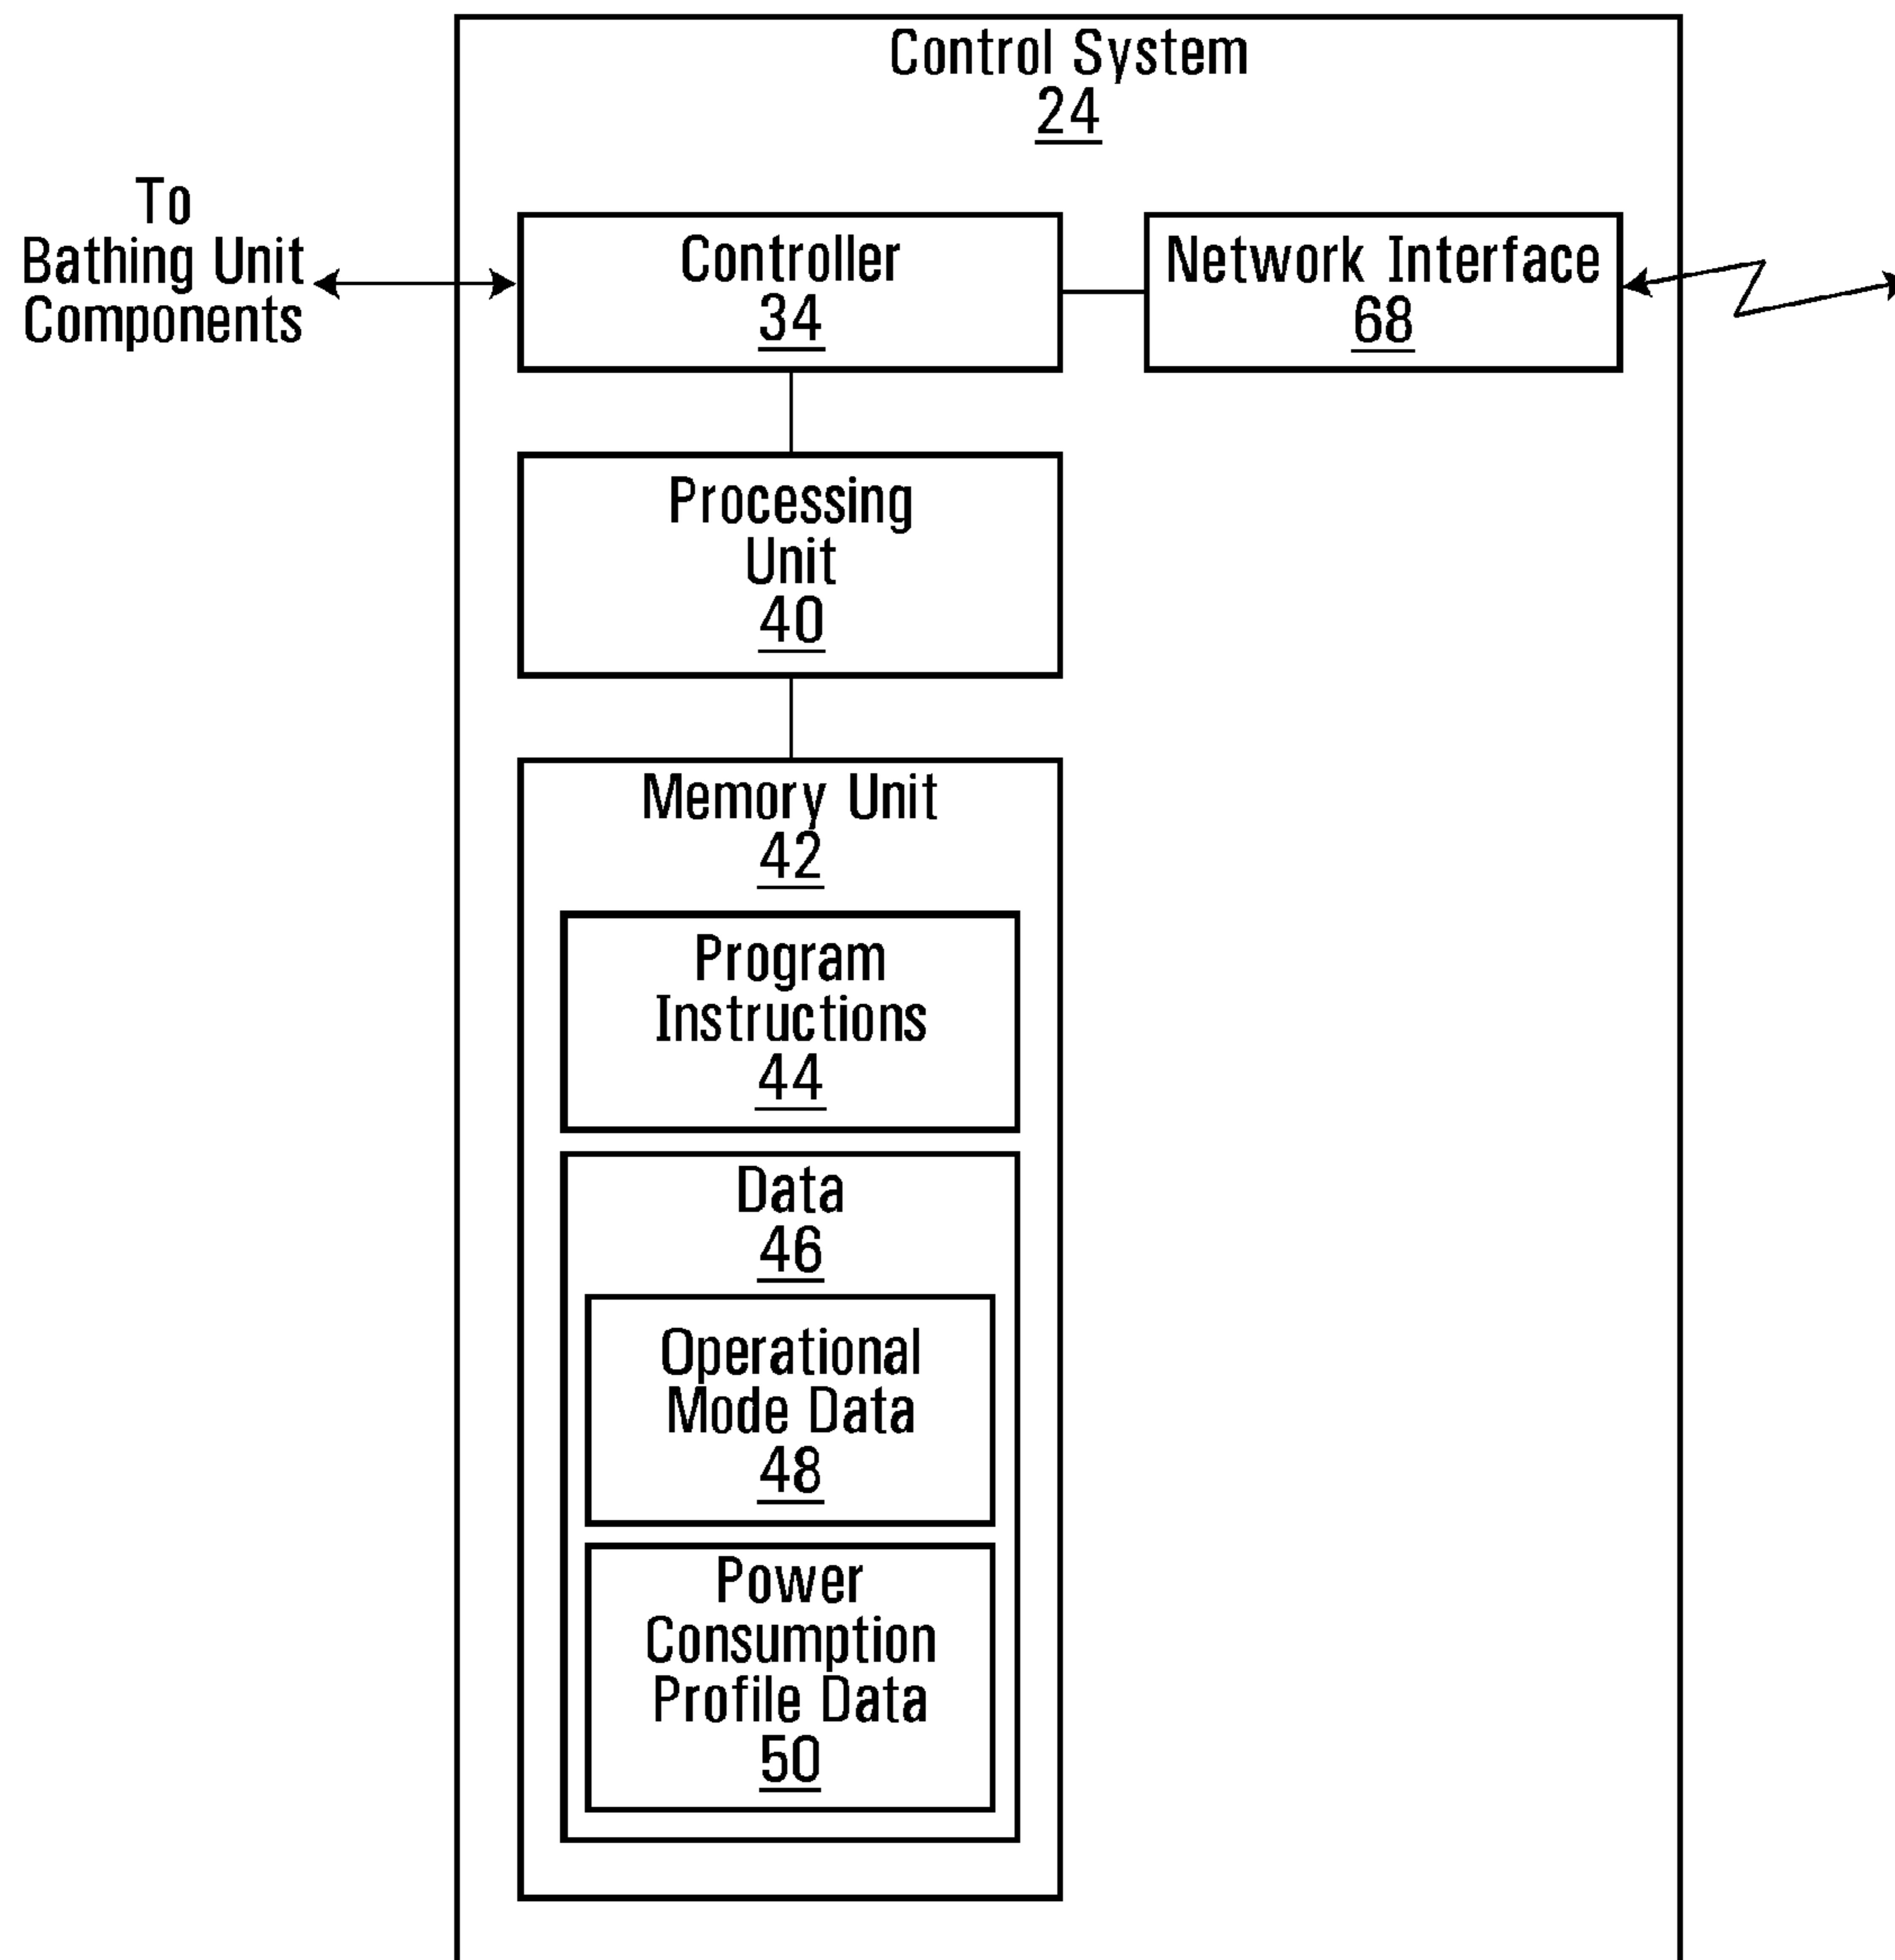 Control System
24
To
Bathing Unit
Components
Controller
34
Network Interface
68
Processing
Unit
40
Memory Unit
42
Program
Instructions
44
Data
46
Operational
Mode Data
48
Power
Consumption
Profile Data
50